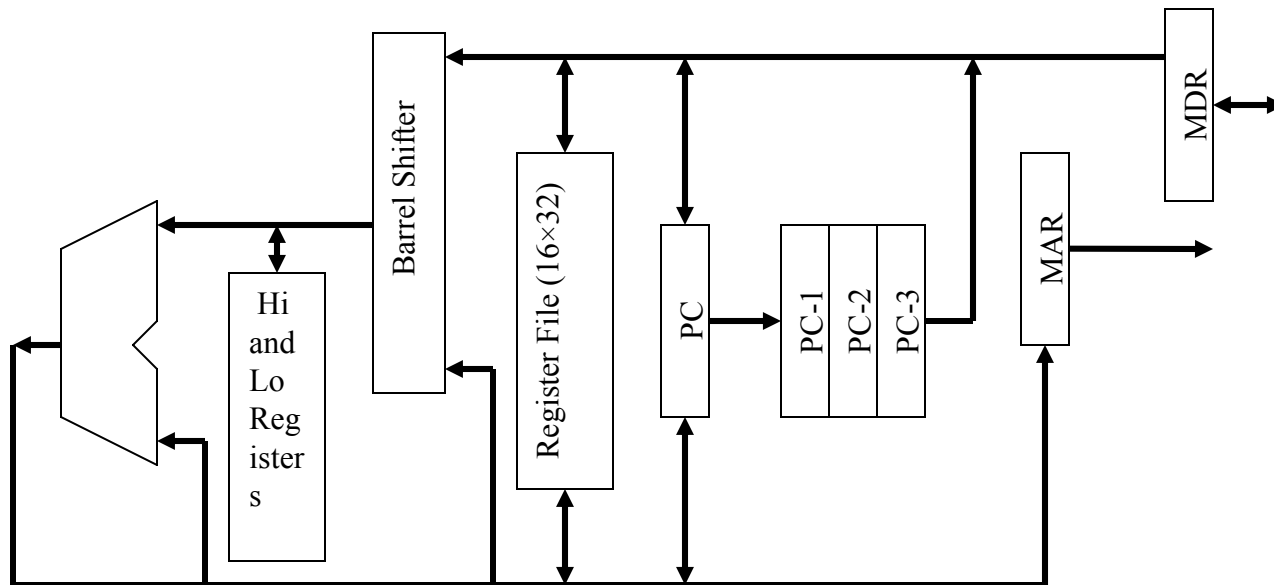 Barrel Shifter
Hi
and
Lo
Reg
ister
s
Register File (16×32)
PC
PC-1
PC-2
PC-3
MAR
MDR